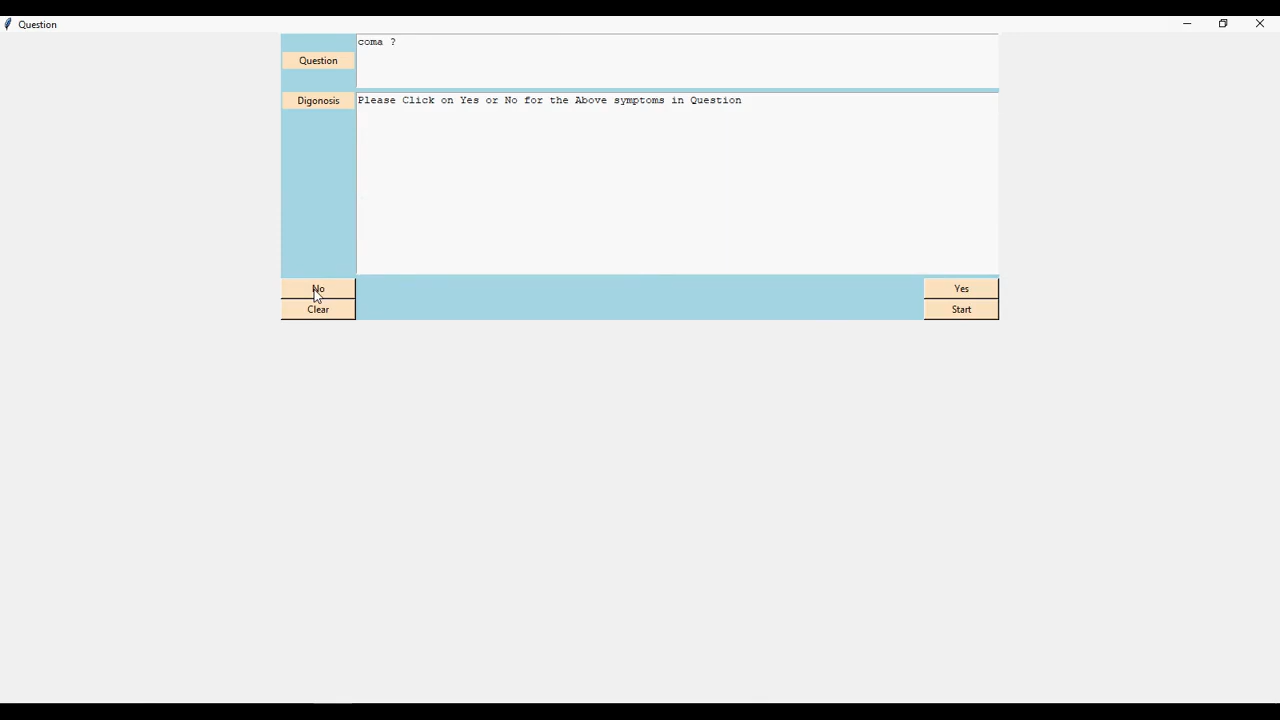 Question
coma ?
Question
Digonosis
Please Click on Yes or No for the Above symptoms in Question
No
Yes
Clear
Start